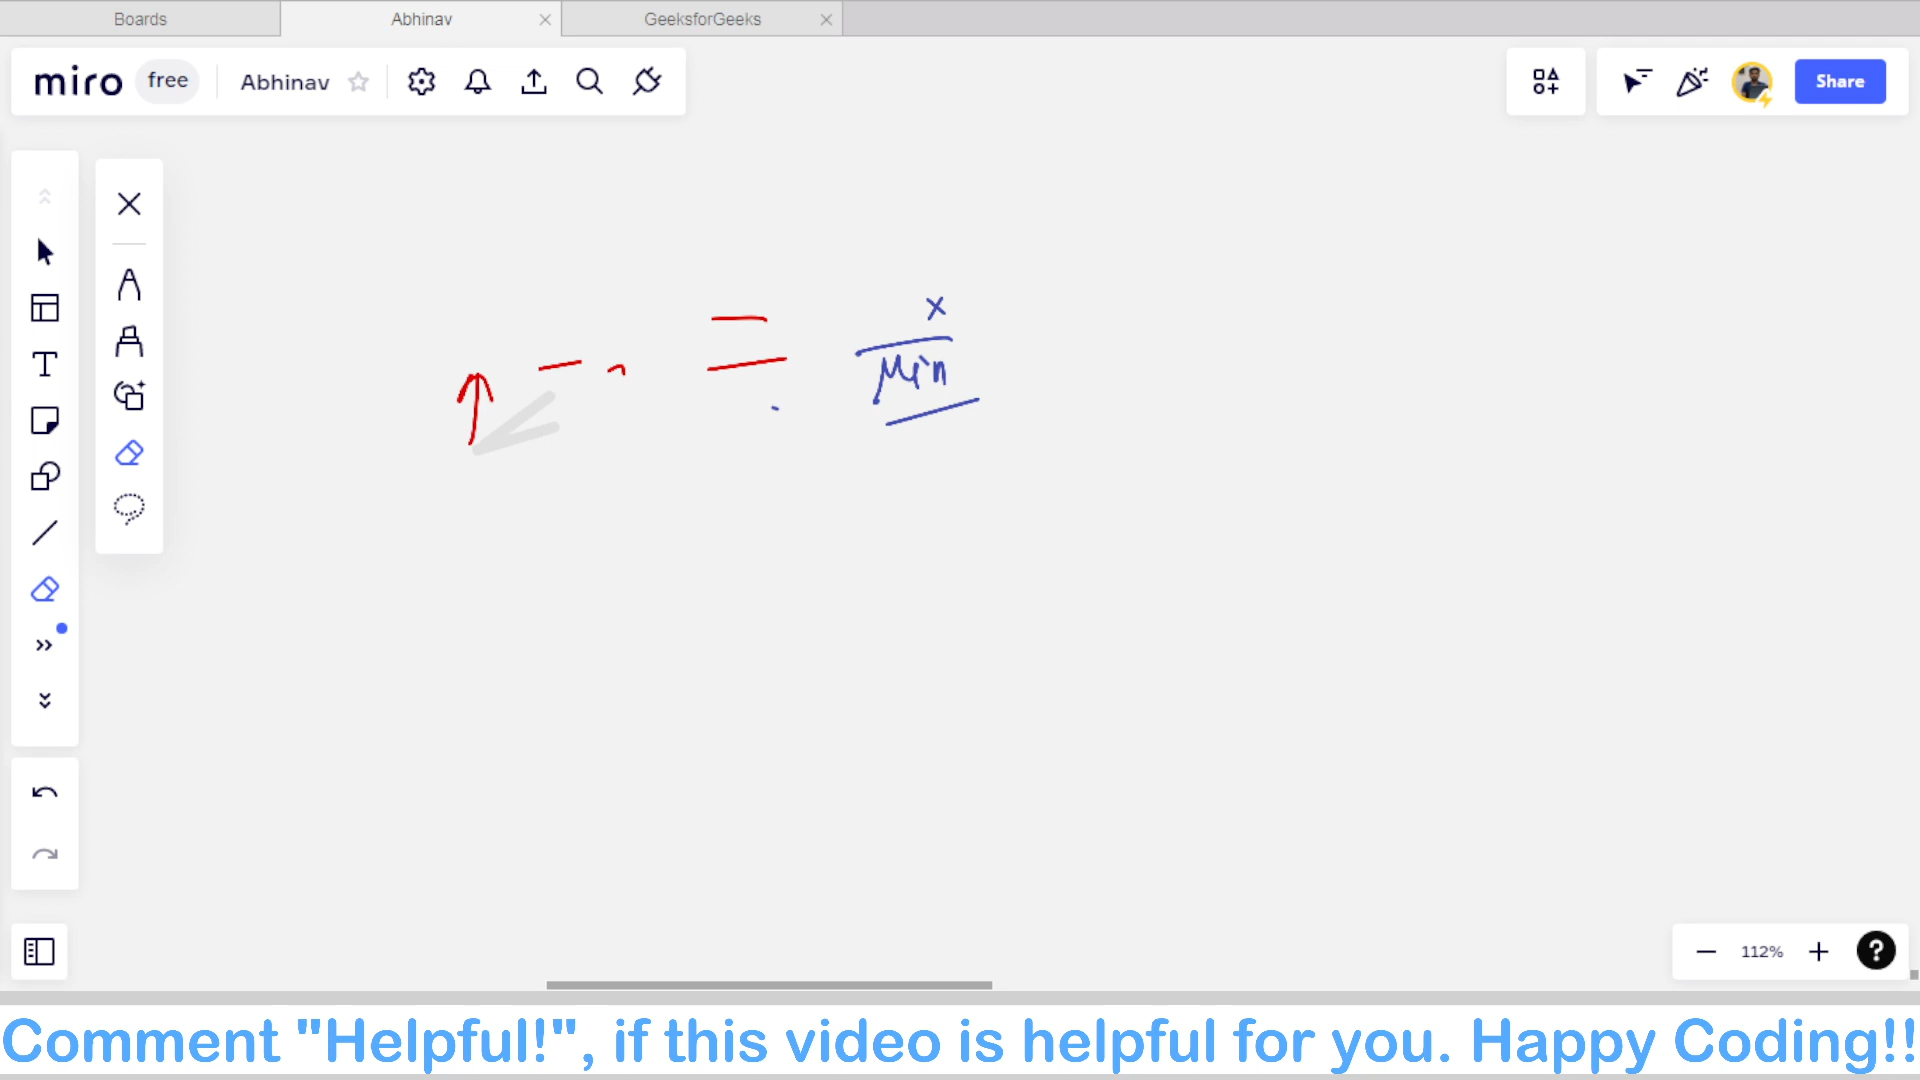 Boards
Abhinav
GeeksforGeeks
miro free Abhinav
Share
T
x
Min
112%
?
Comment "Helpful!", if this video is helpful for you. Happy Coding!!